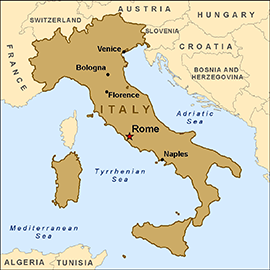 AUSTRIA
HUNGARY
SWITZERLAND
SLOVENIA
FRANCE
Venice
CROATIA
Bologna
BOSNIA AND
HERZEGOVINA
Florence
ITALY
Adriatic
Sea
Rome
Naples
Tyrrhenian
Sea
Mediterranean
Sea
ALGERIA
TUNISIA